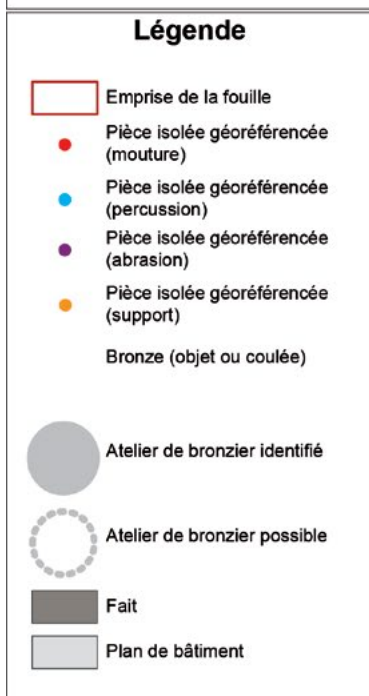 Légende
Emprise de la fouille
Pièce isolée géoréférencée
(mouture)
Pièce isolée géoréférencée
(percussion)
Pièce isolée géoréférencée
(abrasion)
Pièce isolée géoréférencée
(support)
Bronze (objet ou coulée)
Atelier de bronzier identifié
Atelier de bronzier possible
Fait
Plan de bâtiment